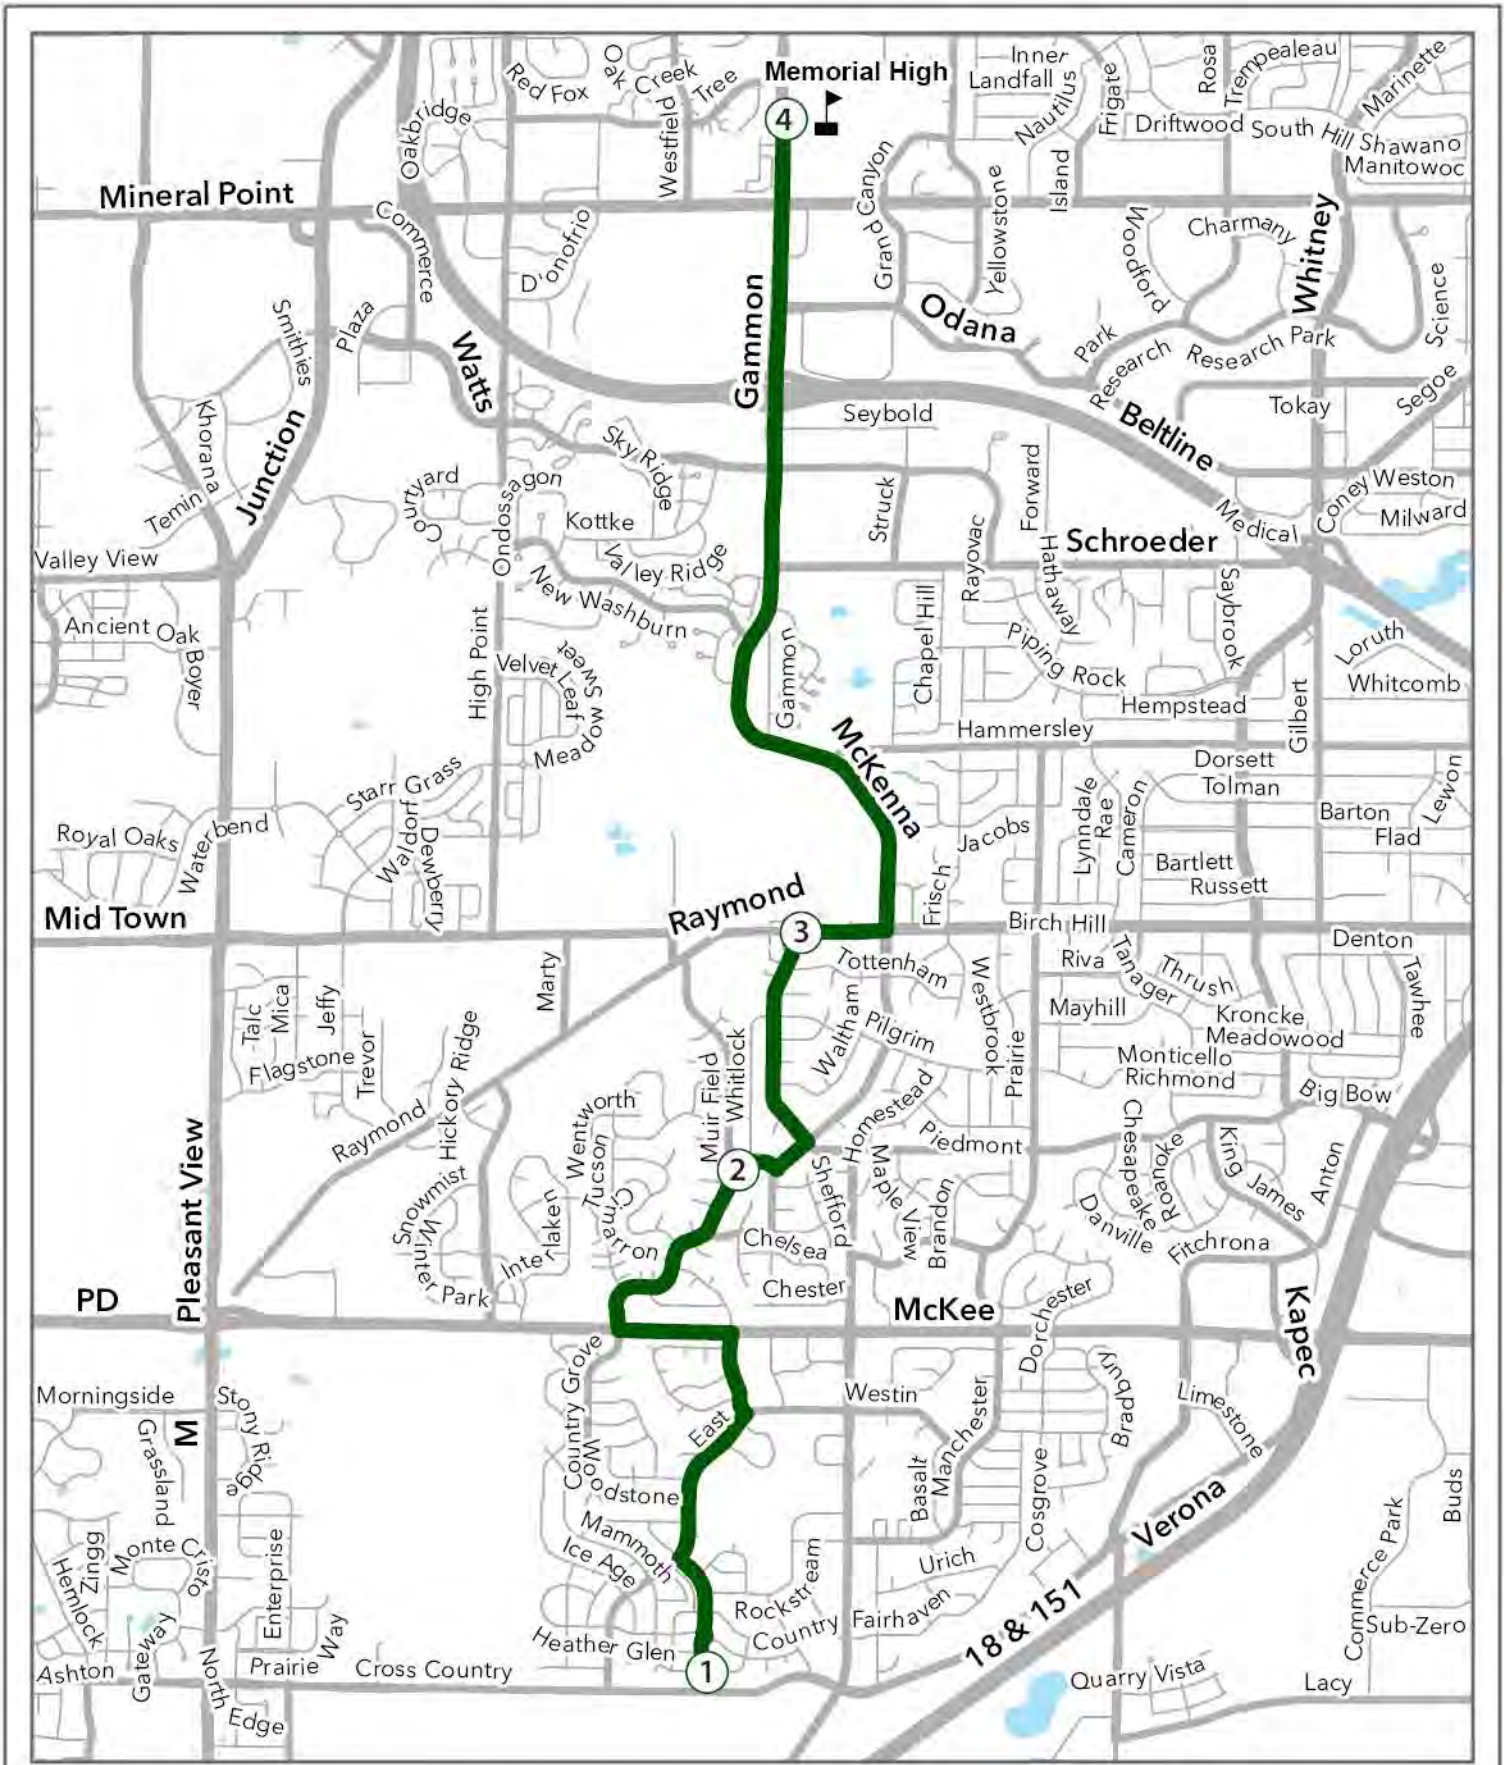 Memorial High
4
Inner
Landfall
Nautilus
Frigate
Rosa
Trempealeau
Marinette
Red Fox
Oak
Creek
Tree
Westfield
Oakbridge
Driftwood
South Hill
Shawano
Manitowoc
Island
Grand Canyon
Yellowstone
Mineral Point
Commerce
D'onofrio
Woodford
Charmany
Whitney
Science
Gammon
Odana
Park
Research
Research Park
Smithies
Plaza
Watts
Junction
Khorana
Temin
Seybold
Beltline
Tokay
Segoe
Sky Ridge
Courtyard
Ondossagon
Kottke
Valley Ridge
Struck
Forward
Rayovac
Hathaway
Schroeder
Medical
Coney
Weston
Milward
Valley View
New Washburn
Ancient Oak
Boyer
High Point
Velvet Leaf
Sweet
Meadow
Gammon
Chapel Hill
Piping Rock
Saybrook
Loruth
Whitcomb
Hempstead
Gilbert
Hammersley
McKenna
Dorsett
Tolman
Lewon
Barton
Flad
Starr Grass
Waldorf
Dewberry
Royal Oaks
Waterbend
Jacobs
Lyndale
Rae
Cameron
Bartlett
Russett
Frisch
Mid Town
Raymond
3
Birch Hill
Denton
Tottenham
Riva
Tanager
Thrush
Tawhee
Mayhill
Kroncke
Meadowood
Marty
Talc
Mica
Jeffy
Flagstone
Trevor
Hickory Ridge
Raymond
Whitlock
Muir Field
Waltham
Pilgrim
Westbrook
Prairie
Monticello
Richmond
Big Bow
Wentworth
Tucson
Cimarron
Homestead
Piedmont
2
Shefford
Maple View
Brandon
Chesapeake
Roanoke
King James
Anton
Danville
Fitchrona
Snowmist
Winter Park
Interlaken
Chelsea
Chester
Pleasant View
PD
McKee
Dorchester
Kapec
Country Grove
Morningside
M
Stony Ridge
Grassland
Westin
Manchester
Bradbury
Limestone
East
Woodstone
Basalt
Cosgrove
Verona
Buds
Mammoth
Ice Age
Zingg
Hemlock
Monte Cristo
Enterprise
Urich
Rockstream
Country
Fairhaven
18 & 151
Commerce Park
Sub-Zero
Heather Glen
1
Way
Gateway
Ashton
Prairie
Cross Country
North
Edge
Quarry Vista
Lacy